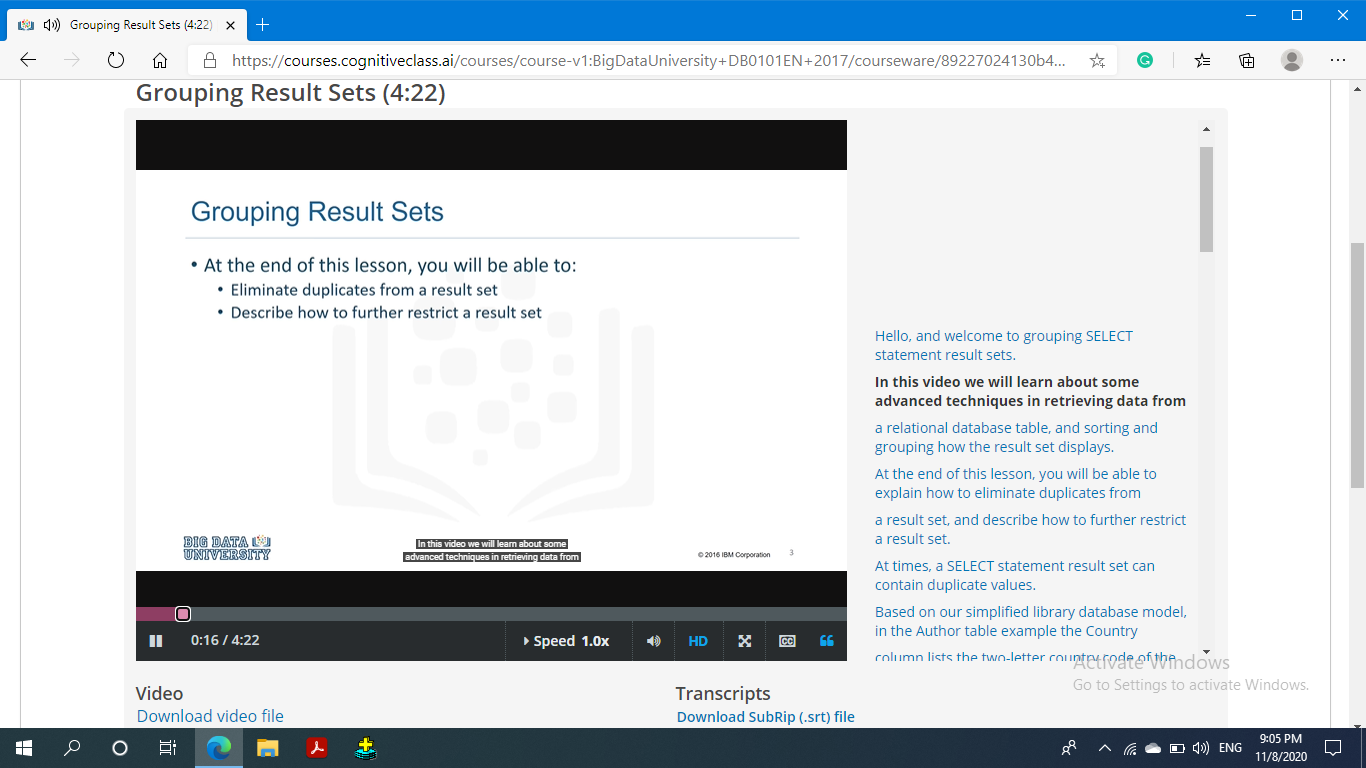 Grouping Result Sets (4:22)
https://courses.cognitiveclass.ai/courses/course-v1:BigDataUniversity+DB0101EN+2017/courseware/89227024130b4...
Grouping Result Sets (4:22)
Grouping Result Sets
• At the end of this lesson, you will be able to:
• Eliminate duplicates from a result set
• Describe how to further restrict a result set
BIG DATA
UNIVERSITY
In this video we will learn about some
advanced techniques in retrieving data from
© 2016 IBM Corporation
3
0:16 / 4:22
Speed 1.0x
HD
CC
Hello, and welcome to grouping SELECT
statement result sets.
In this video we will learn about some
advanced techniques in retrieving data from
a relational database table, and sorting and
grouping how the result set displays.
At the end of this lesson, you will be able to
explain how to eliminate duplicates from
a result set, and describe how to further restrict
a result set.
At times, a SELECT statement result set can
contain duplicate values.
Based on our simplified library database model,
in the Author table example the Country
column lists the two-letter country code of the
Activate Windows
Go to Settings to activate Windows.
Video
Download video file
Transcripts
Download SubRip (.srt) file
ENG
9:05 PM
11/8/2020